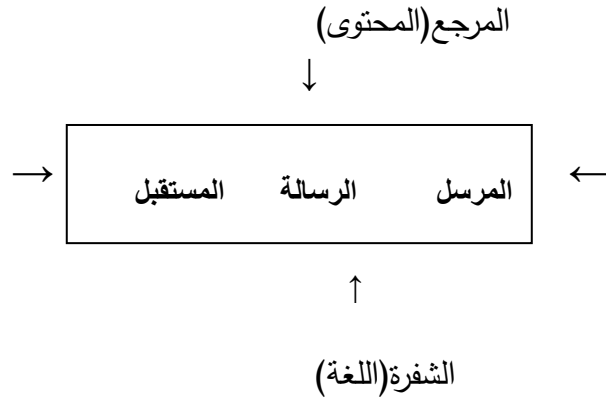 المرجع(المحتوى)
↓
→ المرسل الرسالة المستقبل ←
↑
الشفرة(اللغة)